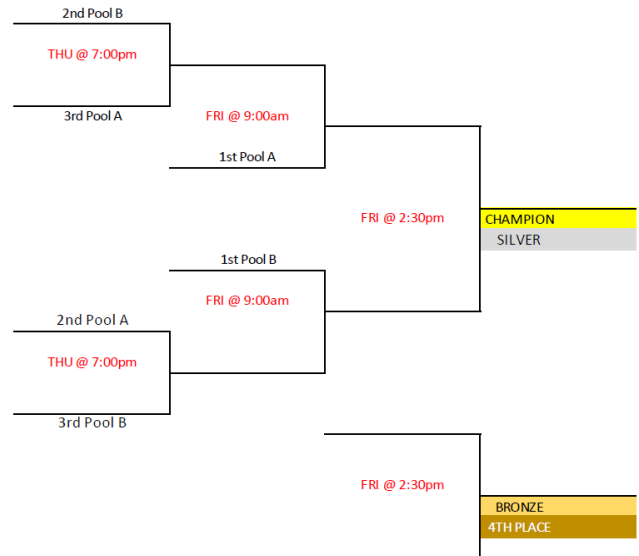 2nd Pool B
THU @ 7:00pm
3rd Pool A
FRI @ 9:00am
1st Pool A
FRI @ 2:30pm
CHAMPION
SILVER
1st Pool B
FRI @ 9:00am
2nd Pool A
THU @ 7:00pm
3rd Pool B
FRI @ 2:30pm
BRONZE
4TH PLACE